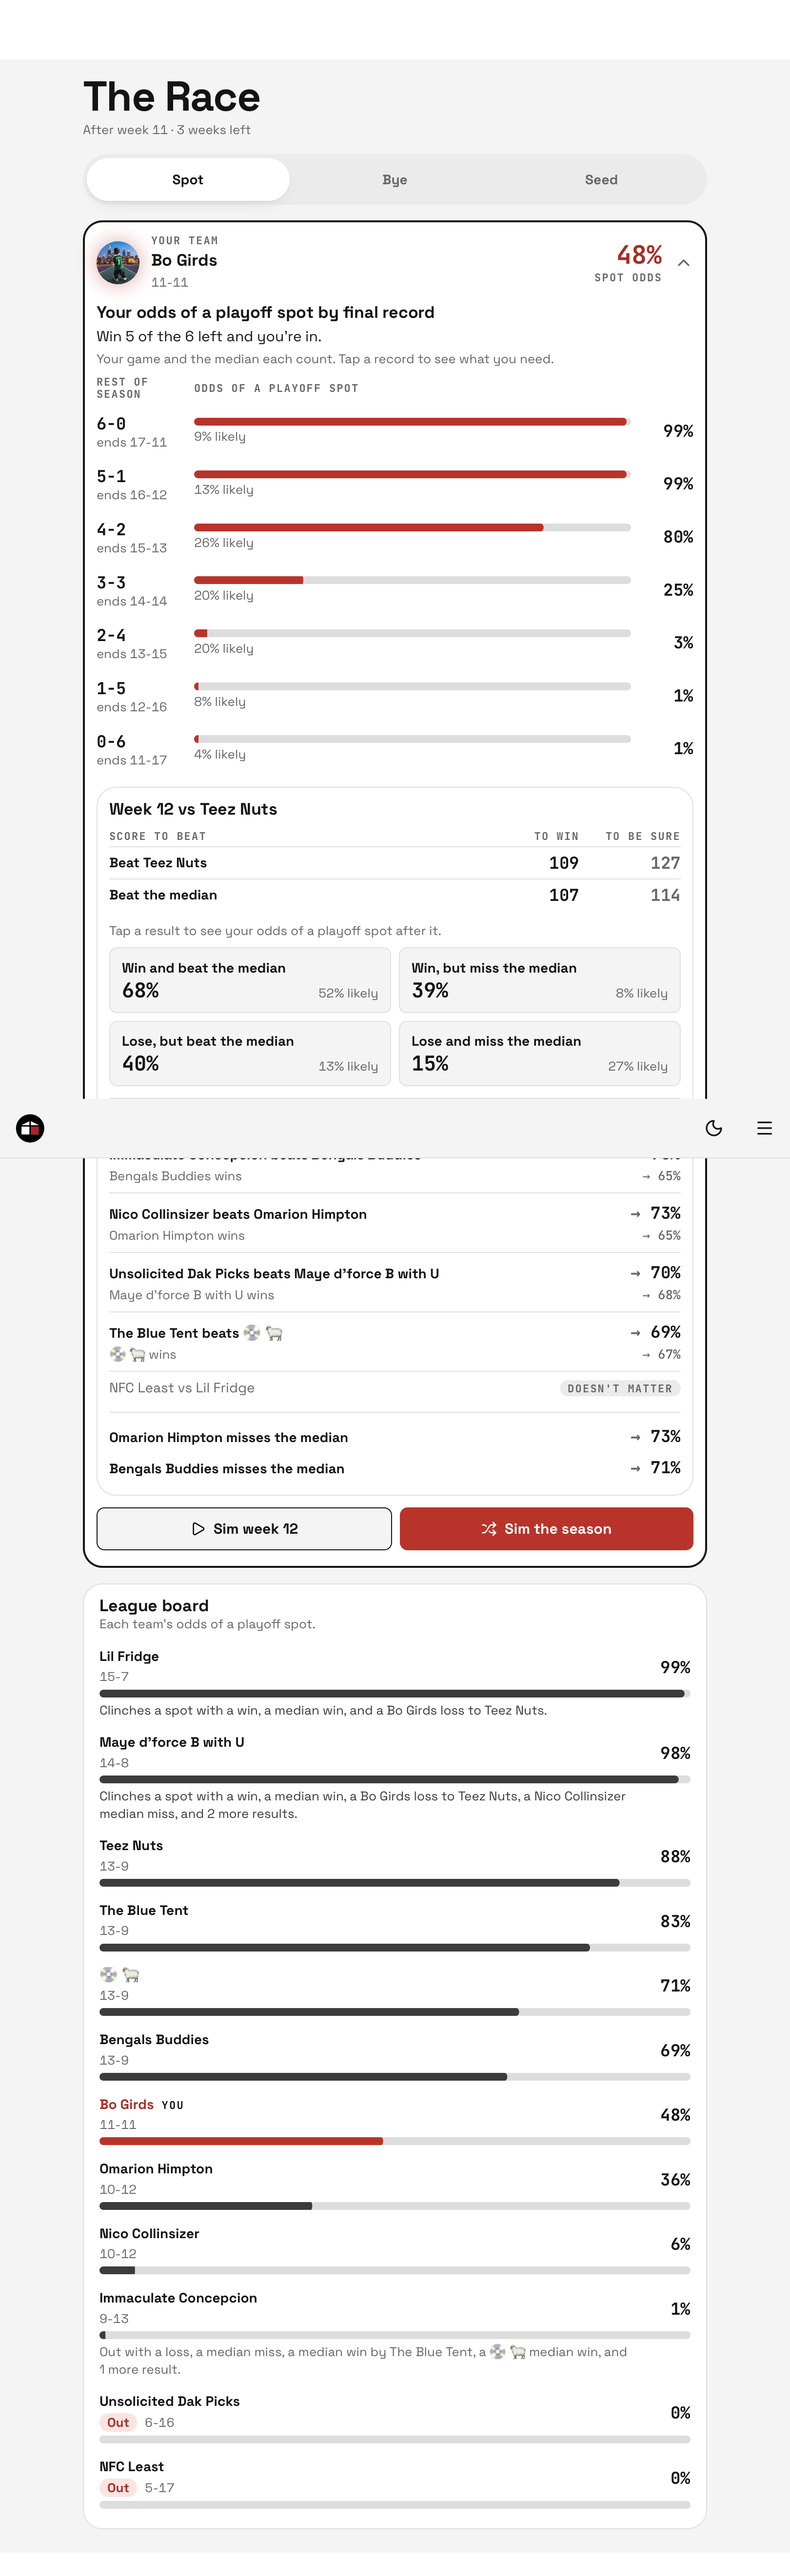 The Race
After week 11 · 3 weeks left
Spot
Bye
Seed
YOUR TEAM
Bo Girds
11-11
48%
SPOT ODDS
Your odds of a playoff spot by final record
Win 5 of the 6 left and you're in.
Your game and the median each count. Tap a record to see what you need.
REST OF
SEASON
ODDS OF A PLAYOFF SPOT
6-0
ends 17-11
9% likely
99%
5-1
ends 16-12
13% likely
99%
4-2
ends 15-13
26% likely
80%
3-3
ends 14-14
20% likely
25%
2-4
ends 13-15
20% likely
3%
1-5
ends 12-16
8% likely
1%
0-6
ends 11-17
4% likely
1%
Week 12 vs Teez Nuts
SCORE TO BEAT TO WIN TO BE SURE
Beat Teez Nuts 109 127
Beat the median 107 114
Tap a result to see your odds of a playoff spot after it.
Win and beat the median
68% 52% likely
Win, but miss the median
39% 8% likely
Lose, but beat the median
40% 13% likely
Lose and miss the median
15% 27% likely
Bengals Buddies wins → 65%
Nico Collinsizer beats Omarion Himpton → 73%
Omarion Himpton wins → 65%
Unsolicited Dak Picks beats Maye d'force B with U → 70%
Maye d'force B with U wins → 68%
The Blue Tent beats 💿 🐑 → 69%
💿 🐑 wins → 67%
NFC Least vs Lil Fridge DOESN'T MATTER
Omarion Himpton misses the median → 73%
Bengals Buddies misses the median → 71%
Sim week 12
Sim the season
League board
Each team's odds of a playoff spot.
Lil Fridge
15-7
99%
Clinches a spot with a win, a median win, and a Bo Girds loss to Teez Nuts.
Maye d'force B with U
14-8
98%
Clinches a spot with a win, a median win, a Bo Girds loss to Teez Nuts, a Nico Collinsizer
median miss, and 2 more results.
Teez Nuts
13-9
88%
The Blue Tent
13-9
83%
💿 🐑
13-9
71%
Bengals Buddies
13-9
69%
Bo Girds YOU
11-11
48%
Omarion Himpton
10-12
36%
Nico Collinsizer
10-12
6%
Immaculate Concepcion
9-13
1%
Out with a loss, a median miss, a median win by The Blue Tent, a 💿 🐑 median win, and
1 more result.
Unsolicited Dak Picks
Out 6-16
0%
NFC Least
Out 5-17
0%